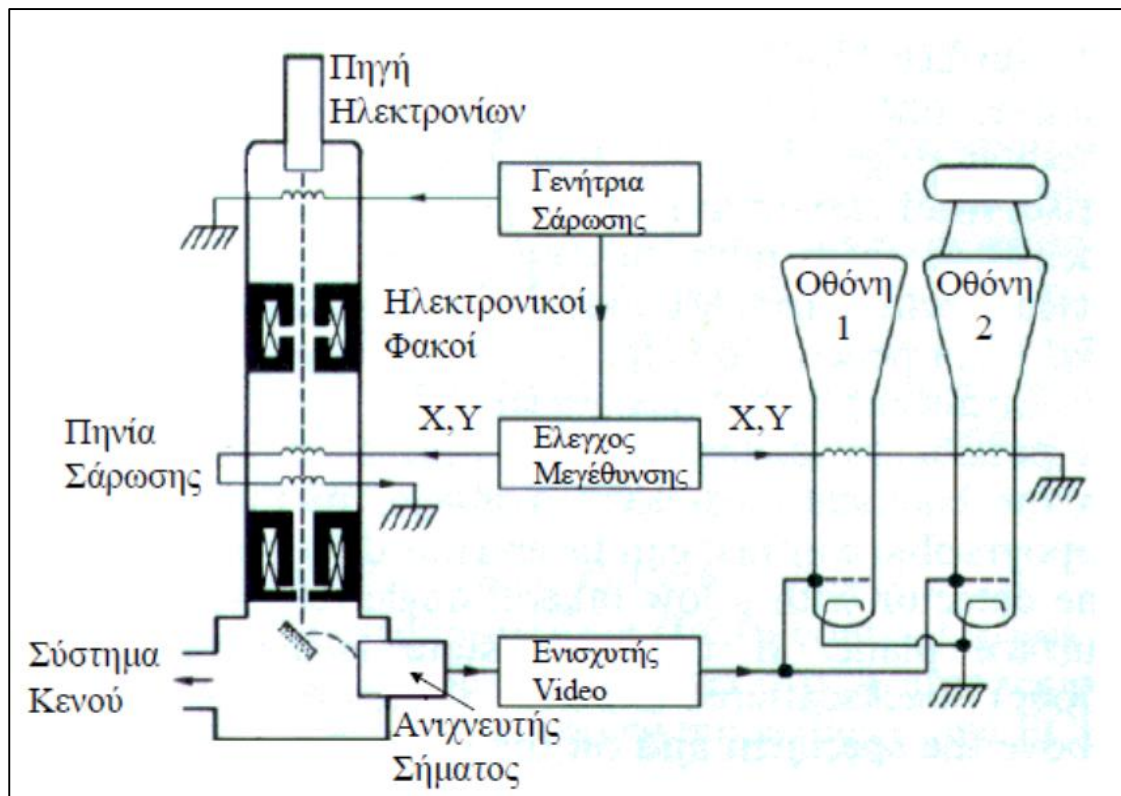 Πηγή
Ηλεκτρονίων
Γενήτρια
Σάρωσης
Ηλεκτρονικοί
Φακοί
Οθόνη
1
Οθόνη
2
Πηνία
Σάρωσης
X,Y
Ελεγχος
Μεγέθυνσης
X,Y
Σύστημα
Κενού
Ενισχυτής
Video
Ανιχνευτής
Σήματος